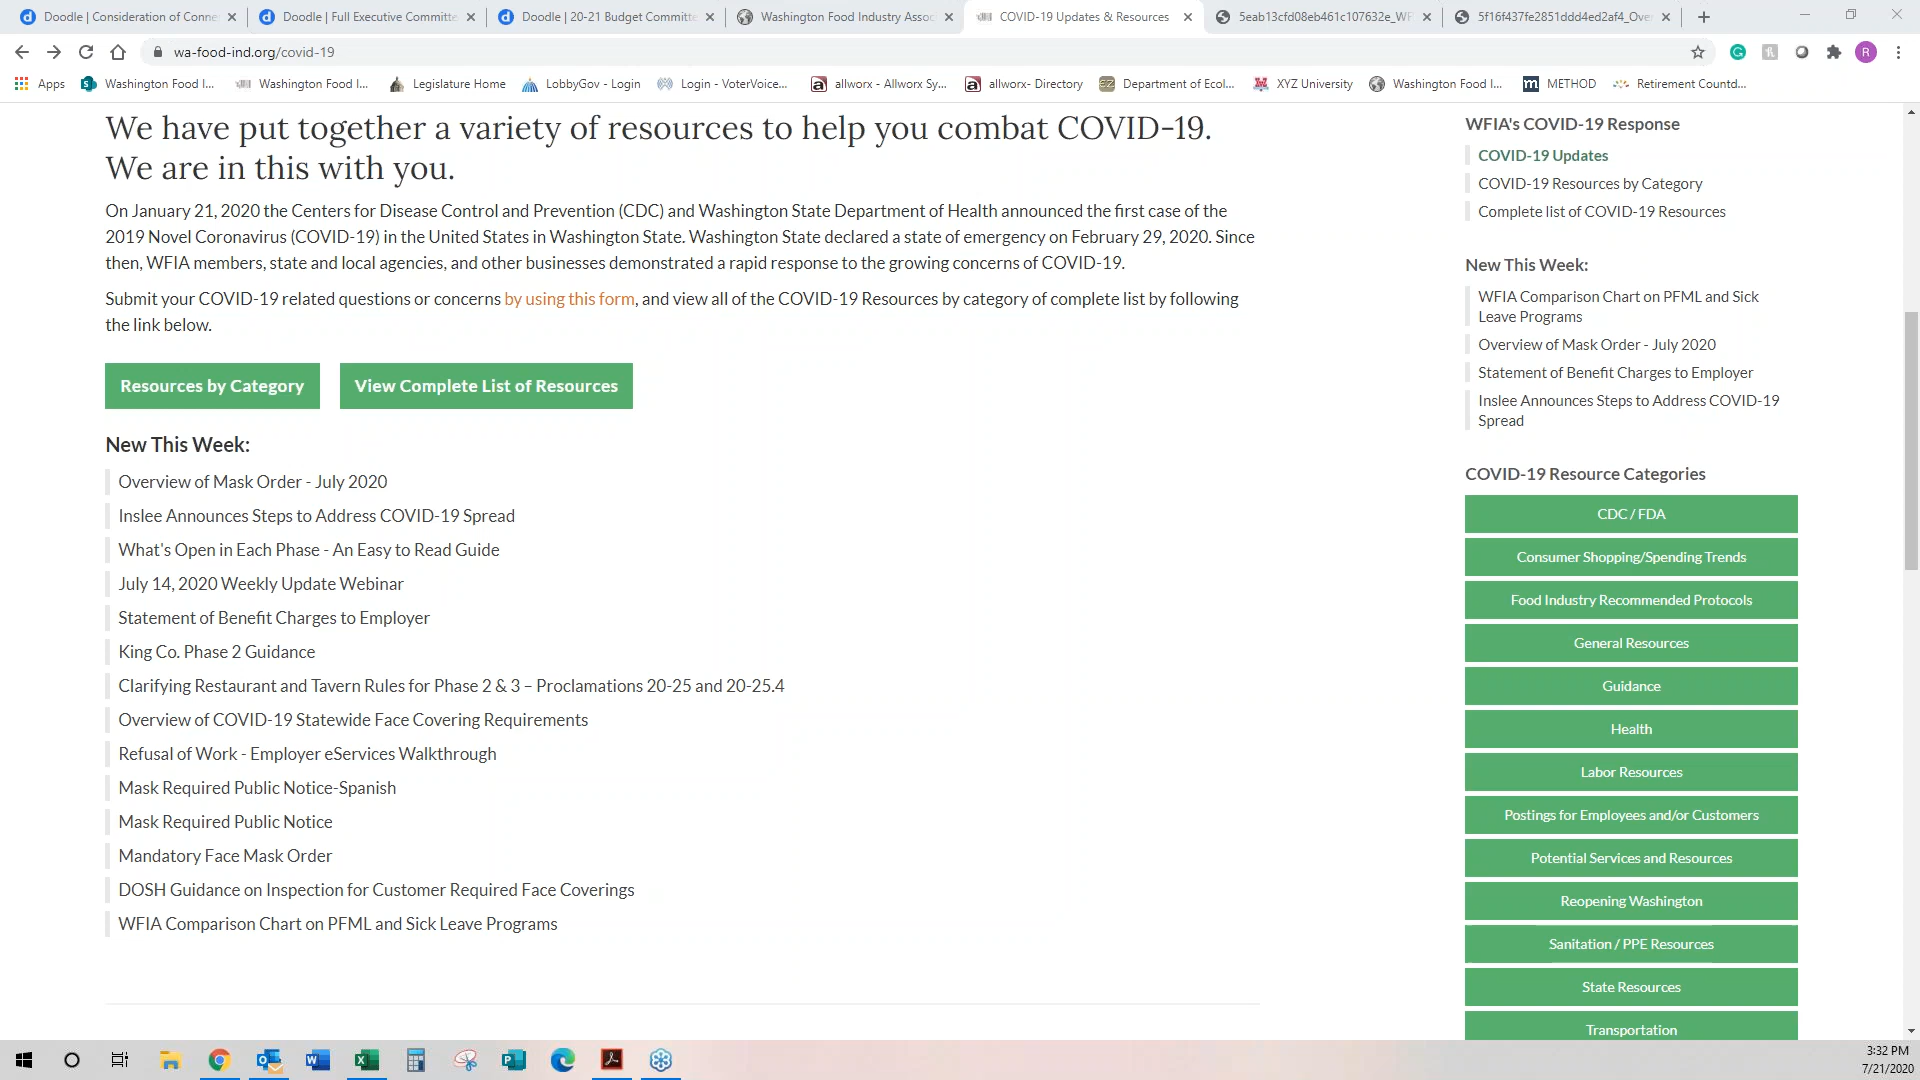 Doodle | Consideration of Conne
Doodle | Full Executive Committe
Doodle | 20-21 Budget Committe
Washington Food Industry Assoc
COVID-19 Updates & Resources
5eab13cfd08eb461c107632e_WF
5f16f437fe2851ddd4ed2af4_Ove
wa-food-ind.org/covid-19
R
Apps
Washington Food I...
Washington Food I...
Legislature Home
LobbyGov - Login
Login - VoterVoice...
allworx - Allworx Sy...
allworx- Directory
Department of Ecol...
XYZ University
Washington Food I...
METHOD
Retirement Countd...
We have put together a variety of resources to help you combat COVID-19.
We are in this with you.
On January 21, 2020 the Centers for Disease Control and Prevention (CDC) and Washington State Department of Health announced the first case of the
2019 Novel Coronavirus (COVID-19) in the United States in Washington State. Washington State declared a state of emergency on February 29, 2020. Since
then, WFIA members, state and local agencies, and other businesses demonstrated a rapid response to the growing concerns of COVID-19.
Submit your COVID-19 related questions or concerns by using this form, and view all of the COVID-19 Resources by category of complete list by following
the link below.
Resources by Category
View Complete List of Resources
New This Week:
Overview of Mask Order - July 2020
Inslee Announces Steps to Address COVID-19 Spread
What's Open in Each Phase - An Easy to Read Guide
July 14, 2020 Weekly Update Webinar
Statement of Benefit Charges to Employer
King Co. Phase 2 Guidance
Clarifying Restaurant and Tavern Rules for Phase 2 & 3 – Proclamations 20-25 and 20-25.4
Overview of COVID-19 Statewide Face Covering Requirements
Refusal of Work - Employer eServices Walkthrough
Mask Required Public Notice-Spanish
Mask Required Public Notice
Mandatory Face Mask Order
DOSH Guidance on Inspection for Customer Required Face Coverings
WFIA Comparison Chart on PFML and Sick Leave Programs
WFIA's COVID-19 Response
COVID-19 Updates
COVID-19 Resources by Category
Complete list of COVID-19 Resources
New This Week:
WFIA Comparison Chart on PFML and Sick
Leave Programs
Overview of Mask Order - July 2020
Statement of Benefit Charges to Employer
Inslee Announces Steps to Address COVID-19
Spread
COVID-19 Resource Categories
CDC / FDA
Consumer Shopping/Spending Trends
Food Industry Recommended Protocols
General Resources
Guidance
Health
Labor Resources
Postings for Employees and/or Customers
Potential Services and Resources
Reopening Washington
Sanitation / PPE Resources
State Resources
Transportation
3:32 PM
7/21/2020